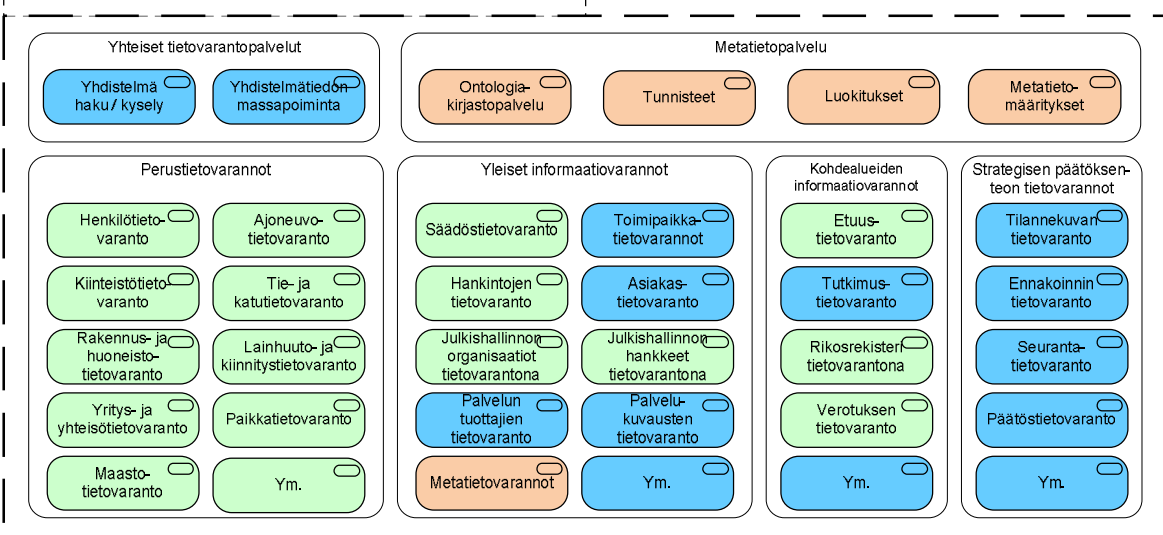 Yhteiset tietovarantopalvelut
Yhdistelmä
haku / kysely
Yhdistelmätiedon
massapoiminta
Metatietopalvelu
Ontologia-
kirjastopalvelu
Tunnisteet
Luokitukset
Metatieto-
määritykset
Perustietovarannot
Henkilötieto-
varanto
Ajoneuvo-
tietovaranto
Kiinteistötieto-
varanto
Tie- ja
katutietovaranto
Rakennus- ja
huoneisto-
tietovaranto
Lainhuuto- ja
kiinnitystietovaranto
Yritys- ja
yhteisötietovaranto
Paikkatietovaranto
Maasto-
tietovaranto
Ym.
Yleiset informaatiovarannot
Säädöstietovaranto
Toimipaikka-
tietovarannot
Hankintojen
tietovaranto
Asiakas-
tietovaranto
Julkishallinnon
organisaatiot
tietovarantona
Julkishallinnon
hankkeet
tietovarantona
Palvelun
tuottajien
tietovaranto
Palvelu-
kuvausten
tietovaranto
Metatietovarannot
Ym.
Kohdealueiden
informaatiovarannot
Etuus-
tietovaranto
Tutkimus-
tietovaranto
Rikosrekisteri
tietovarantona
Verotuksen
tietovaranto
Ym.
Strategisen päätöksen-
teon tietovarannot
Tilannekuvan
tietovaranto
Ennakoinnin
tietovaranto
Seuranta-
tietovaranto
Päätöstietovaranto
Ym.